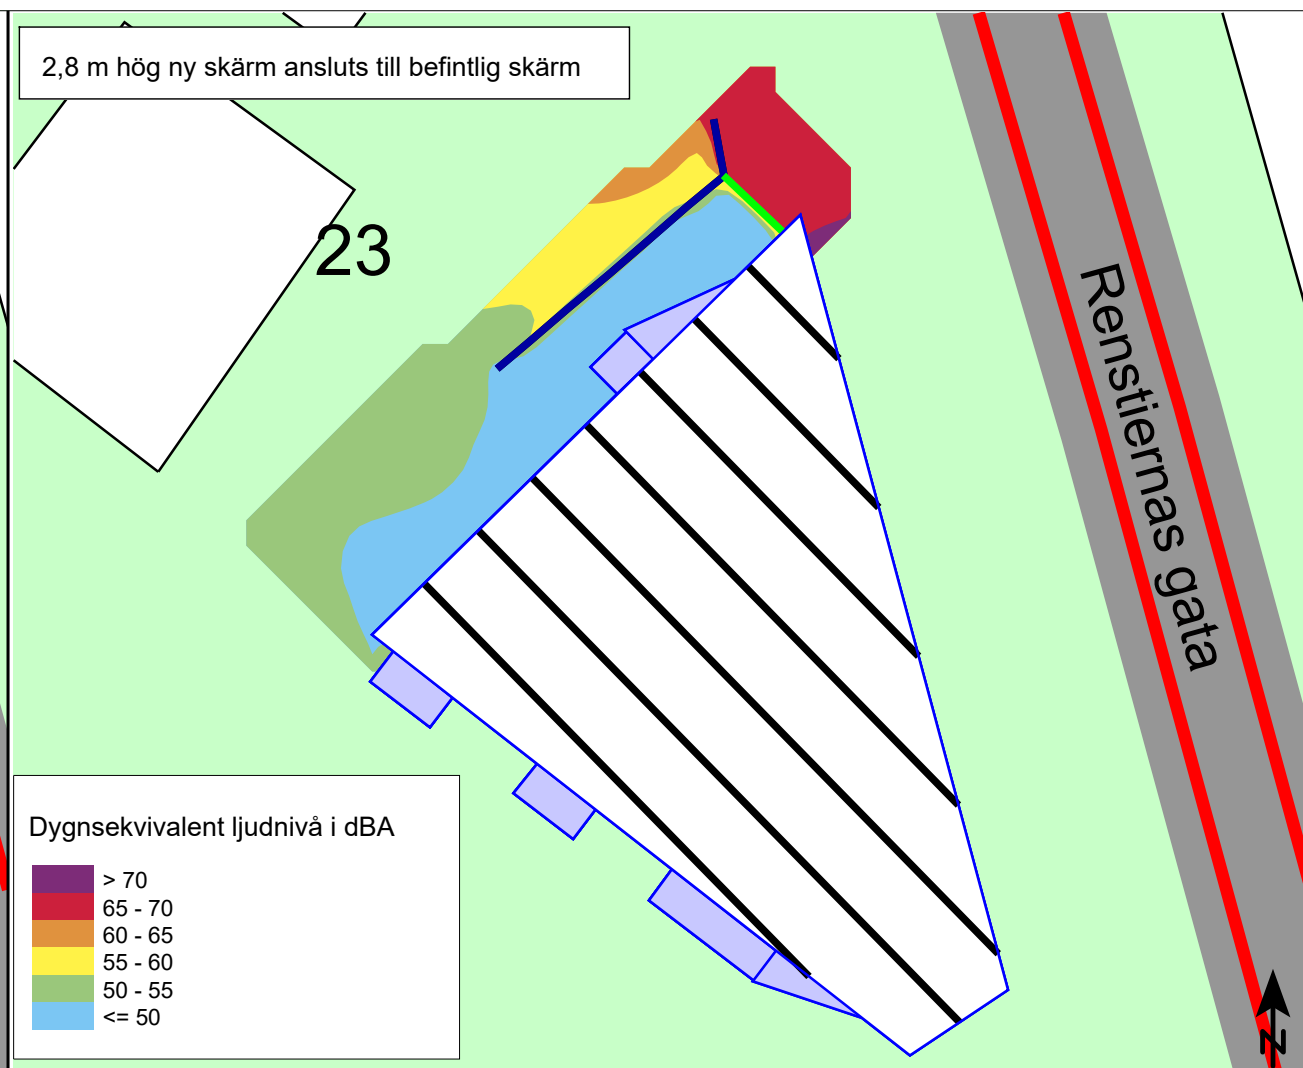 2,8 m hög ny skärm ansluts till befintlig skärm
23
Renstiernas gata
Dygnsekvivalent ljudnivå i dBA
> 70
65 - 70
60 - 65
55 - 60
50 - 55
<= 50
N